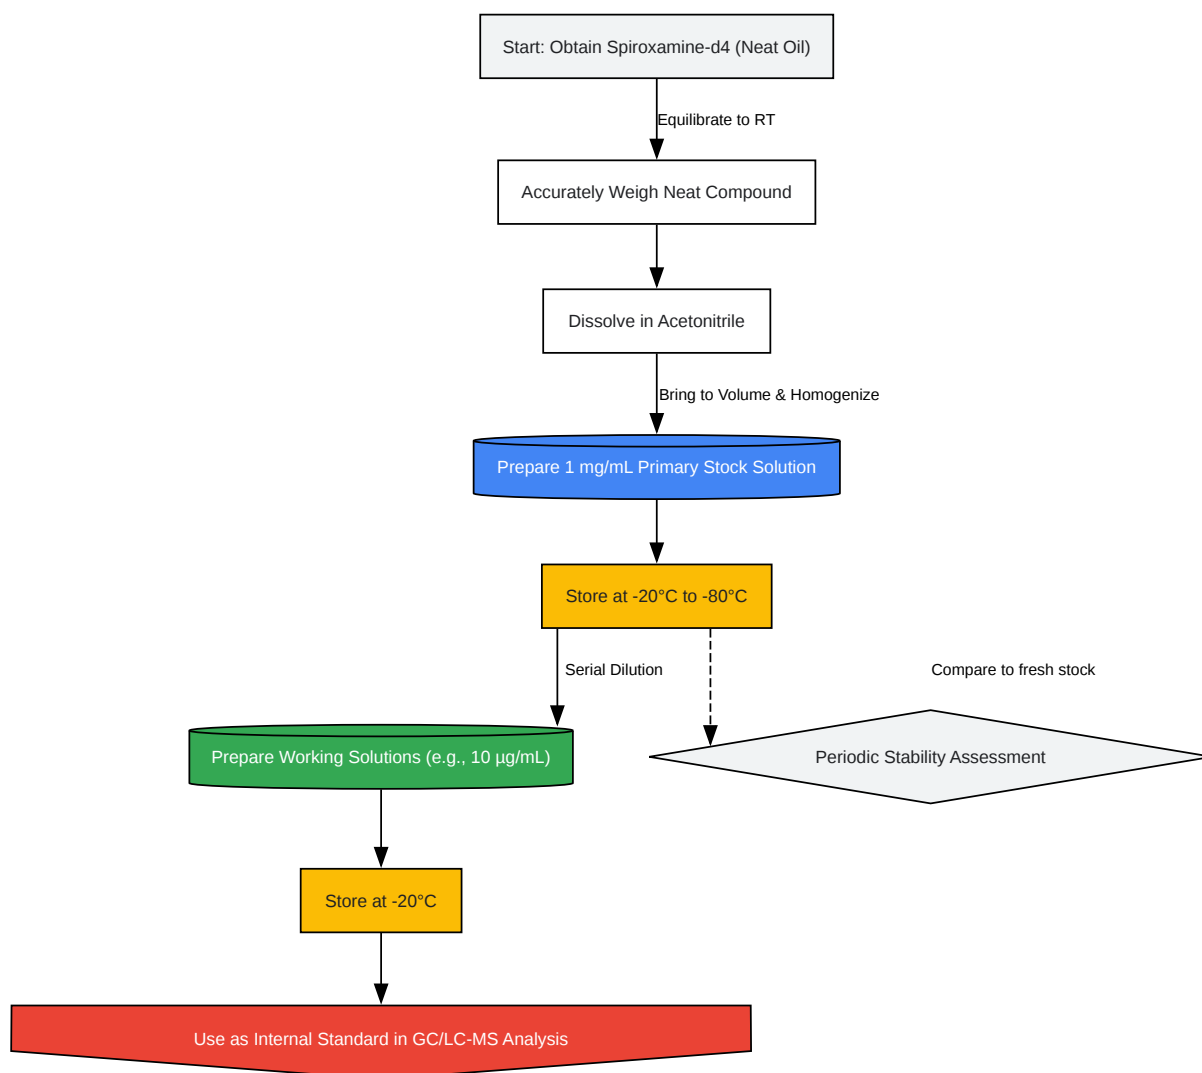 Start: Obtain Spiroxamine-d4 (Neat Oil)
Equilibrate to RT
Accurately Weigh Neat Compound
Dissolve in Acetonitrile
Bring to Volume & Homogenize
Prepare 1 mg/mL Primary Stock Solution
Store at -20°C to -80°C
Serial Dilution
Compare to fresh stock
Prepare Working Solutions (e.g., 10 µg/mL)
Periodic Stability Assessment
Store at -20°C
Use as Internal Standard in GC/LC-MS Analysis